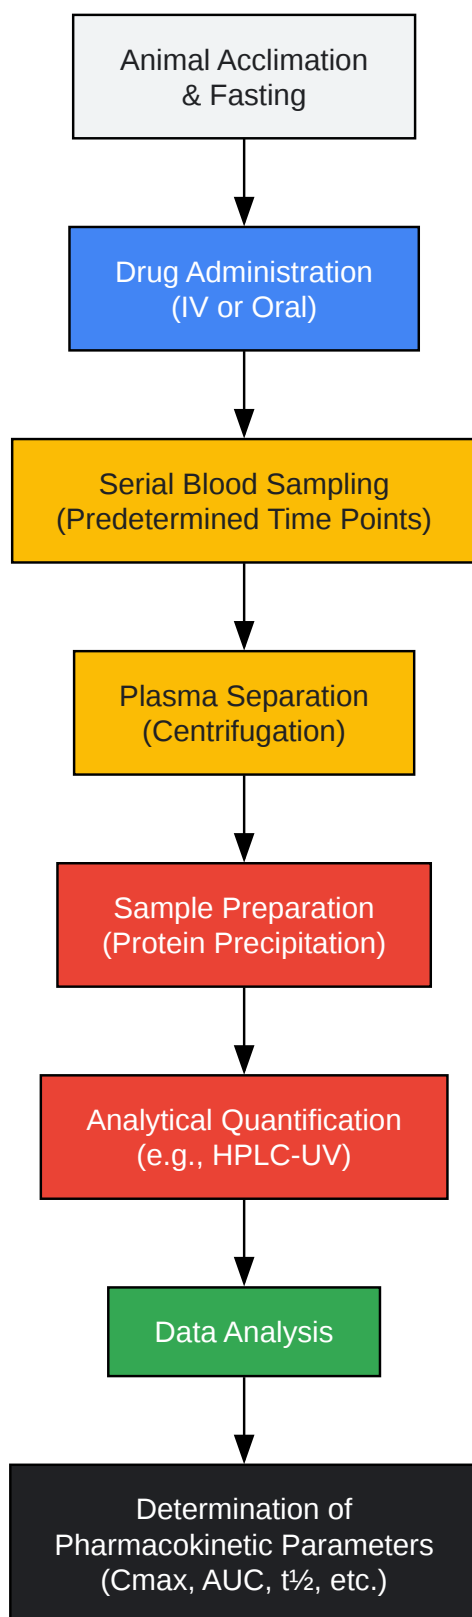 Animal Acclimation
& Fasting
Drug Administration
(IV or Oral)
Serial Blood Sampling
(Predetermined Time Points)
Plasma Separation
(Centrifugation)
Sample Preparation
(Protein Precipitation)
Analytical Quantification
(e.g., HPLC-UV)
Data Analysis
Determination of
Pharmacokinetic Parameters
(Cmax, AUC, t½, etc.)